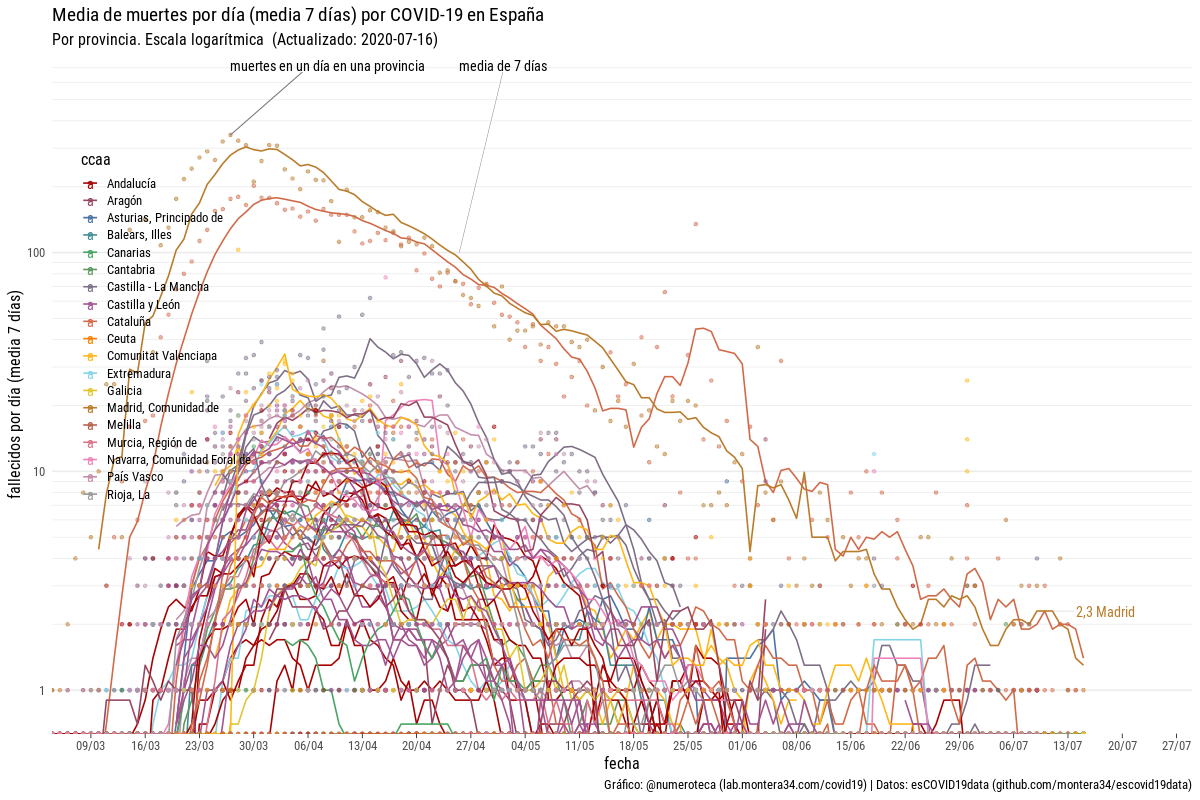 Media de muertes por día (media 7 días) por COVID-19 en España
Por provincia. Escala logarítmica (Actualizado: 2020-07-16)
muertes en un día en una provincia
media de 7 días
ccaa
Andalucía
Aragón
Asturias, Principado de
Balears, Illes
Canarias
Cantabria
Castilla - La Mancha
Castilla y León
Cataluña
Ceuta
Comunitat Valenciana
Extremadura
Galicia
Madrid, Comunidad de
Melilla
Murcia, Región de
Navarra, Comunidad Foral de
País Vasco
Rioja, La
fallecidos por día (media 7 días)
100
10
1
2,3 Madrid
09/03 16/03 23/03 30/03 06/04 13/04 20/04 27/04 04/05 11/05 18/05 25/05 01/06 08/06 15/06 22/06 29/06 06/07 13/07 20/07 27/07
fecha
Gráfico: @numeroteca (lab.montera34.com/covid19) | Datos: esCOVID19data (github.com/montera34/escovid19data)